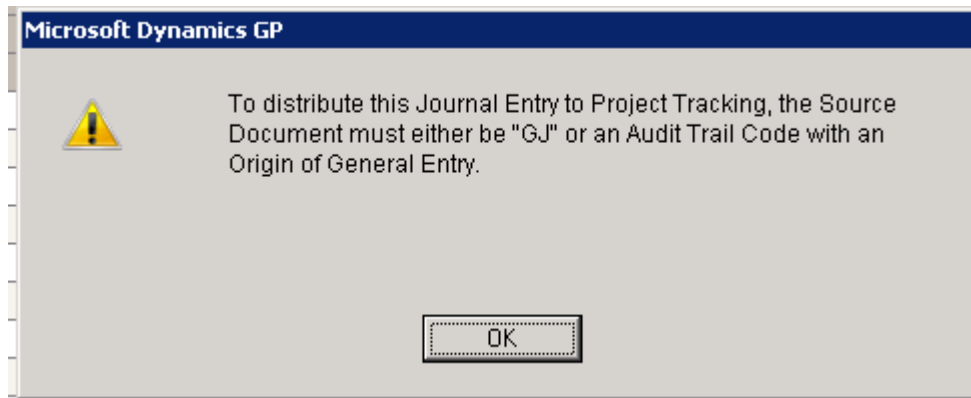 Microsoft Dynamics GP
To distribute this Journal Entry to Project Tracking, the Source
Document must either be "GJ" or an Audit Trail Code with an
Origin of General Entry.
OK